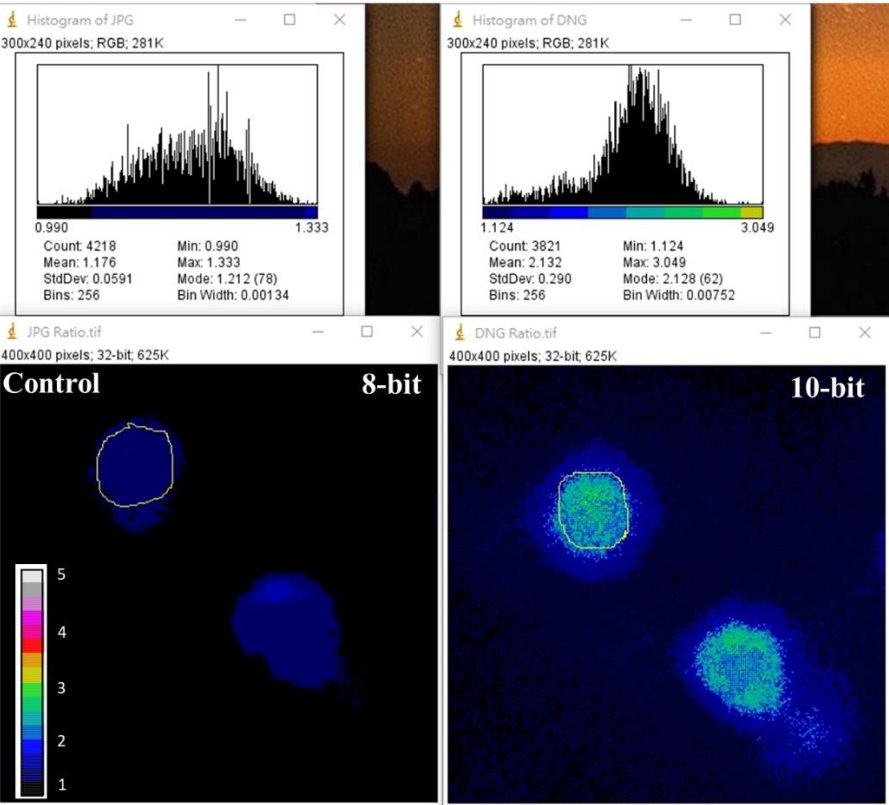 Histogram of JPG
300x240 pixels; RGB; 281K
0.990 1.333
Count: 4218 Min: 0.990
Mean: 1.176 Max: 1.333
StdDev: 0.0591 Mode: 1.212 (78)
Bins: 256 Bin Width: 0.00134
Histogram of DNG
300x240 pixels; RGB; 281K
1.124 3.049
Count: 3821 Min: 1.124
Mean: 2.132 Max: 3.049
StdDev: 0.290 Mode: 2.128 (62)
Bins: 256 Bin Width: 0.00752
JPG Ratio.tif
400x400 pixels; 32-bit; 625K
Control 8-bit
5
4
3
2
1
DNG Ratio.tif
400x400 pixels; 32-bit; 625K
10-bit